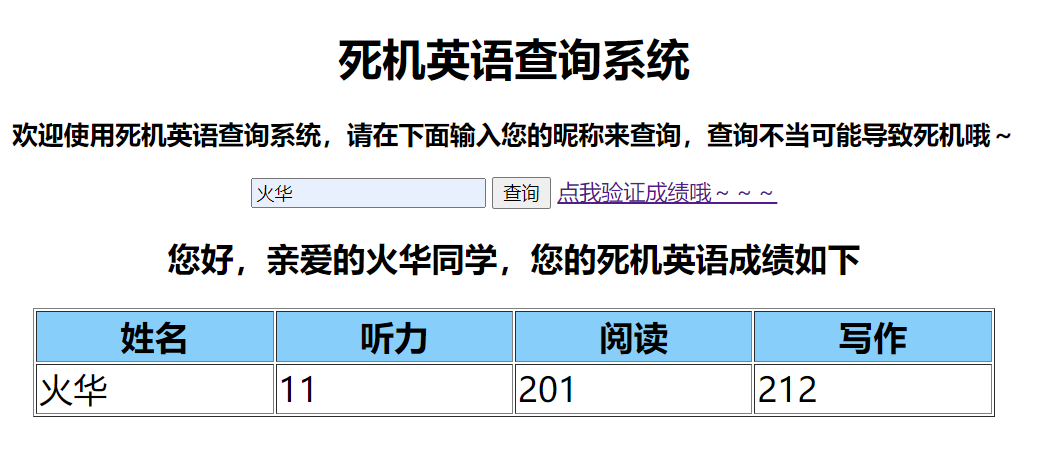 死机英语查询系统
欢迎使用死机英语查询系统，请在下面输入您的昵称来查询，查询不当可能导致死机哦～
火华 查询 点我验证成绩哦～～～
您好，亲爱的火华同学，您的死机英语成绩如下
姓名 听力 阅读 写作
火华 11 201 212